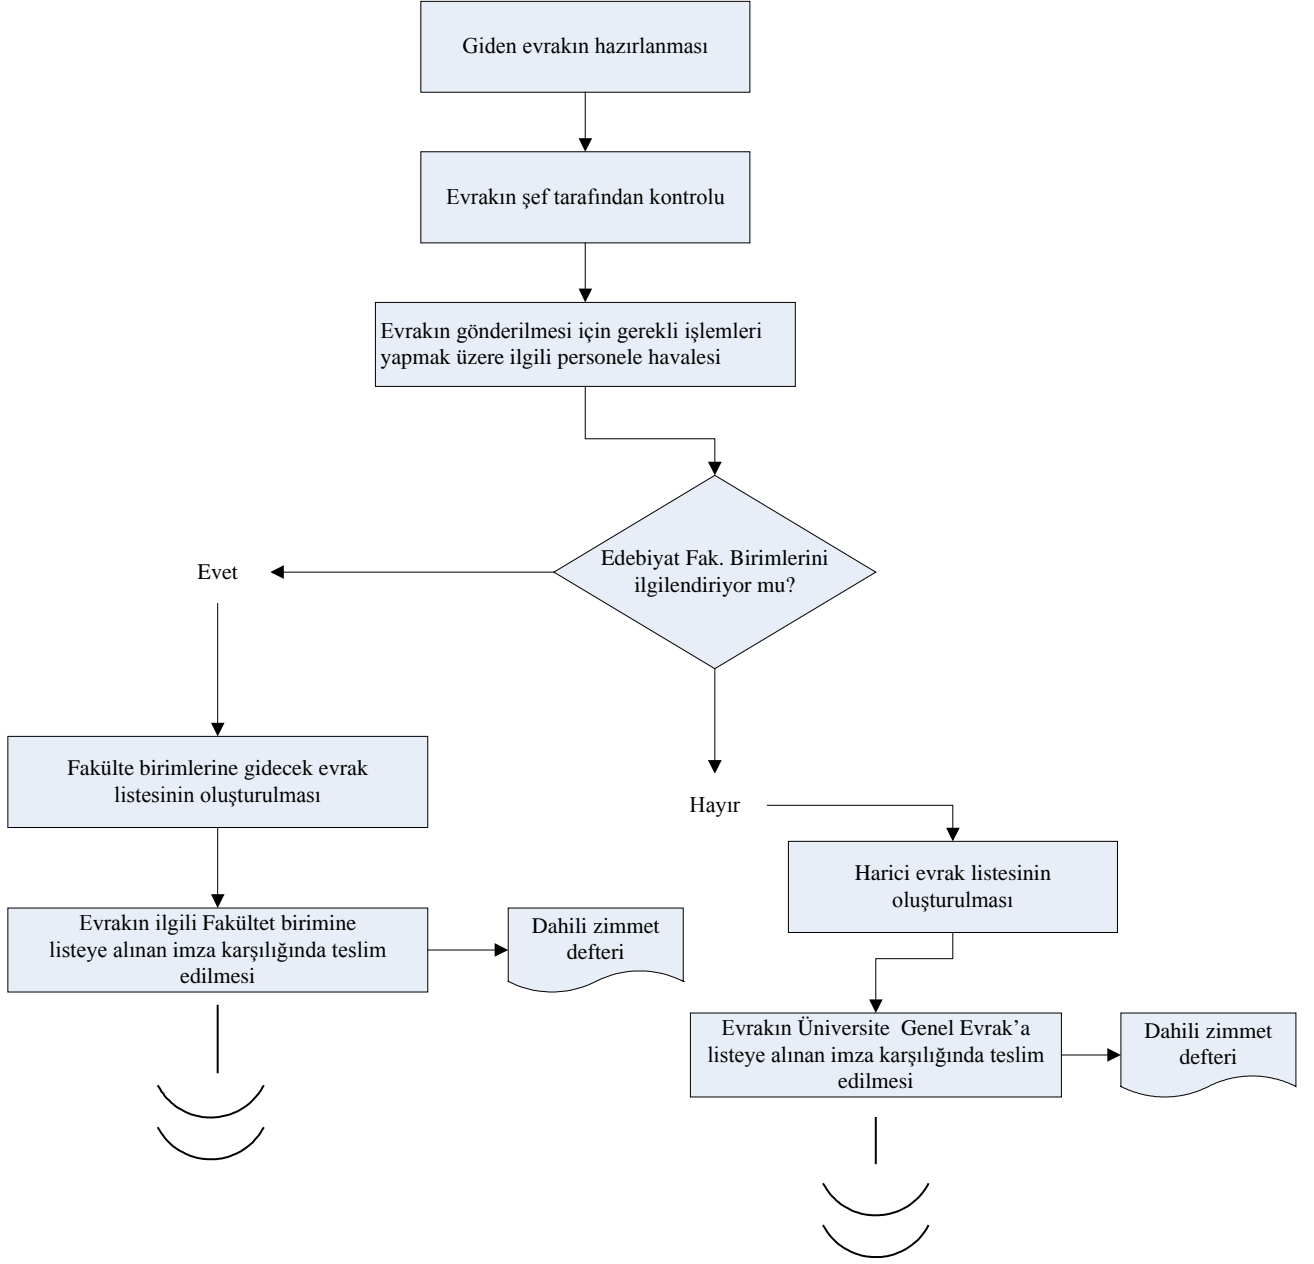 Giden evrakın hazırlanması
Evrakın şef tarafından kontrolu
Evrakın gönderilmesi için gerekli işlemleri
yapmak üzere ilgili personele havalesi
Edebiyat Fak. Birimlerini
ilgilendiriyor mu?
Evet
Fakülte birimlerine gidecek evrak
listesinin oluşturulması
Hayır
Harici evrak listesinin
oluşturulması
Evrakın ilgili Fakültet birimine
listeye alınan imza karşılığında teslim
edilmesi
Dahili zimmet
defteri
Evrakın Üniversite  Genel Evrak’a
listeye alınan imza karşılığında teslim
edilmesi
Dahili zimmet
defteri